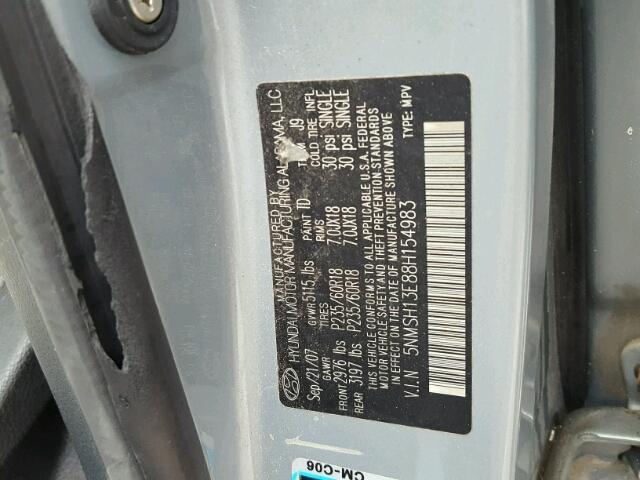 MANUFACTURED BY
HYUNDAI MOTOR MANUFACTURING ALABAMA, LLC
Sep/21/07 GVWR 5115 lbs PAINT TD TRIM J9
GAWR TIRES RIMS COLD TIRE INFL
FRONT 2976 lbs P235/60R18 7.0JX18 30 psi SINGLE
REAR 3197 lbs P235/60R18 7.0JX18 30 psi SINGLE
THIS VEHICLE CONFORMS TO ALL APPLICABLE U.S.A. FEDERAL
MOTOR VEHICLE SAFETY AND THEFT PREVENTION STANDARDS
IN EFFECT ON THE DATE OF MANUFACTURE SHOWN ABOVE
V.I.N 5NMSH13E88H154983 TYPE: MPV
CM-C06